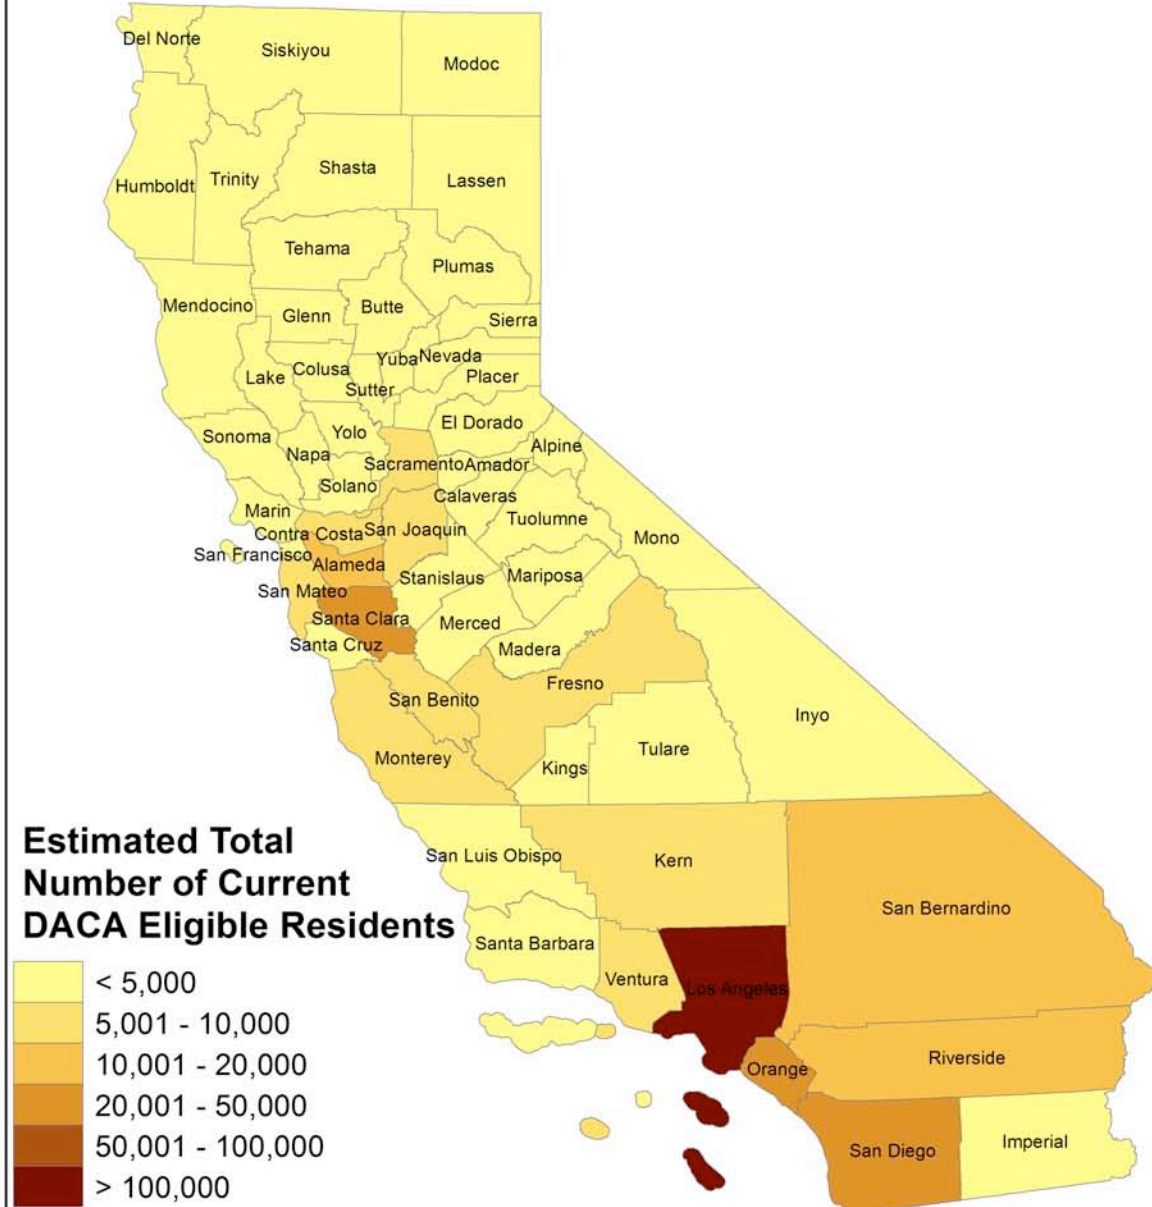 Del Norte
Siskiyou
Modoc
Humboldt
Trinity
Shasta
Lassen
Tehama
Plumas
Mendocino
Glenn
Butte
Sierra
Lake
Colusa
Yuba
Nevada
Sutter
Placer
Sonoma
Napa
Yolo
El Dorado
Alpine
Sacramento
Amador
Solano
Calaveras
Marin
Contra Costa
San Joaquin
Tuolumne
Mono
San Francisco
Alameda
Stanislaus
Mariposa
San Mateo
Santa Clara
Merced
Santa Cruz
Madera
Fresno
San Benito
Inyo
Monterey
Kings
Tulare
San Luis Obispo
Kern
San Bernardino
Santa Barbara
Ventura
Los Angeles
Orange
Riverside
San Diego
Imperial
Estimated Total
Number of Current
DACA Eligible Residents
< 5,000
5,001 - 10,000
10,001 - 20,000
20,001 - 50,000
50,001 - 100,000
> 100,000